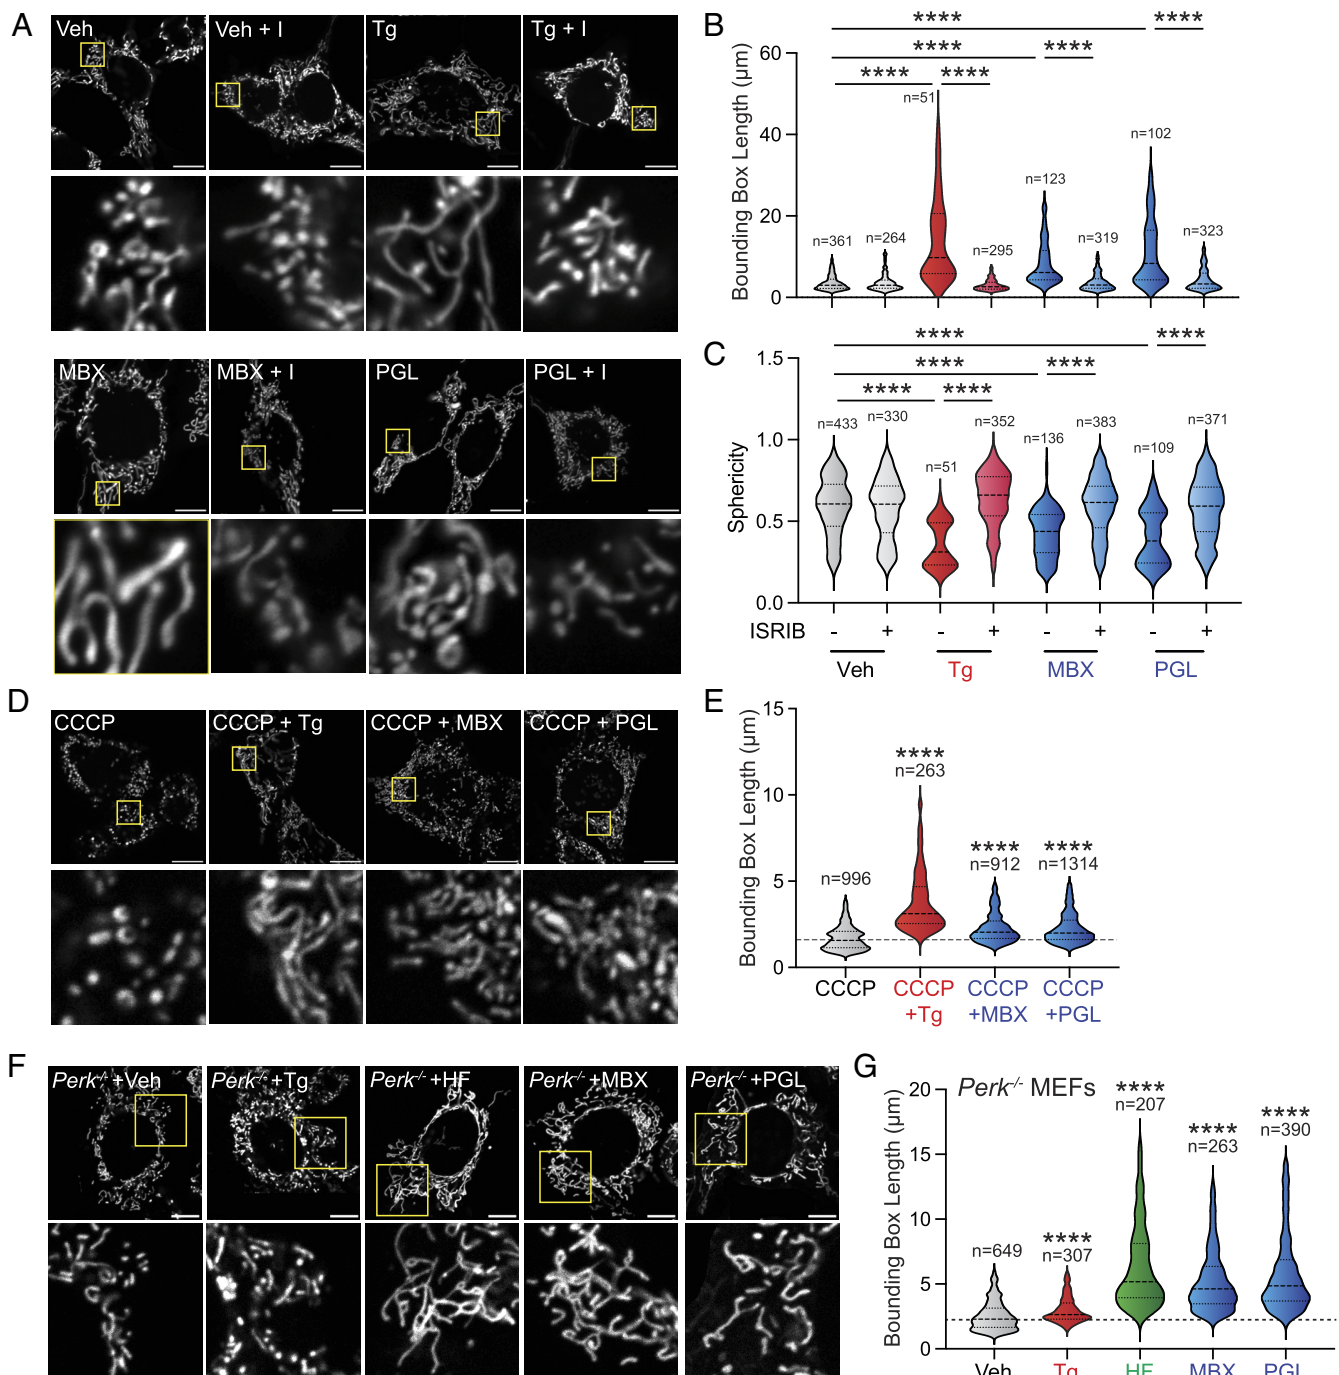 A
Veh
Veh + I
Tg
Tg + I
MBX
MBX + I
PGL
PGL + I
B
Bounding Box Length (µm)
60
40
20
0
****
****
****
****
****
****
n=361
n=264
n=51
n=295
n=123
n=319
n=102
n=323
C
Sphericity
1.5
1.0
0.5
0.0
****
****
****
****
****
****
n=433
n=330
n=51
n=352
n=136
n=383
n=109
n=371
ISRIB - + - + - + - +
Veh
Tg
MBX
PGL
D
CCCP
CCCP + Tg
CCCP + MBX
CCCP + PGL
E
Bounding Box Length (µm)
15
10
5
0
n=996
****
n=263
****
n=912
****
n=1314
CCCP
CCCP
+Tg
CCCP
+MBX
CCCP
+PGL
F
Perk-/- +Veh
Perk-/- +Tg
Perk-/- +HF
Perk-/- +MBX
Perk-/- +PGL
G
Perk-/- MEFs
Bounding Box Length (µm)
20
15
10
5
0
n=649
****
n=307
****
n=207
****
n=263
****
n=390
Veh
Tg
HF
MBX
PGL